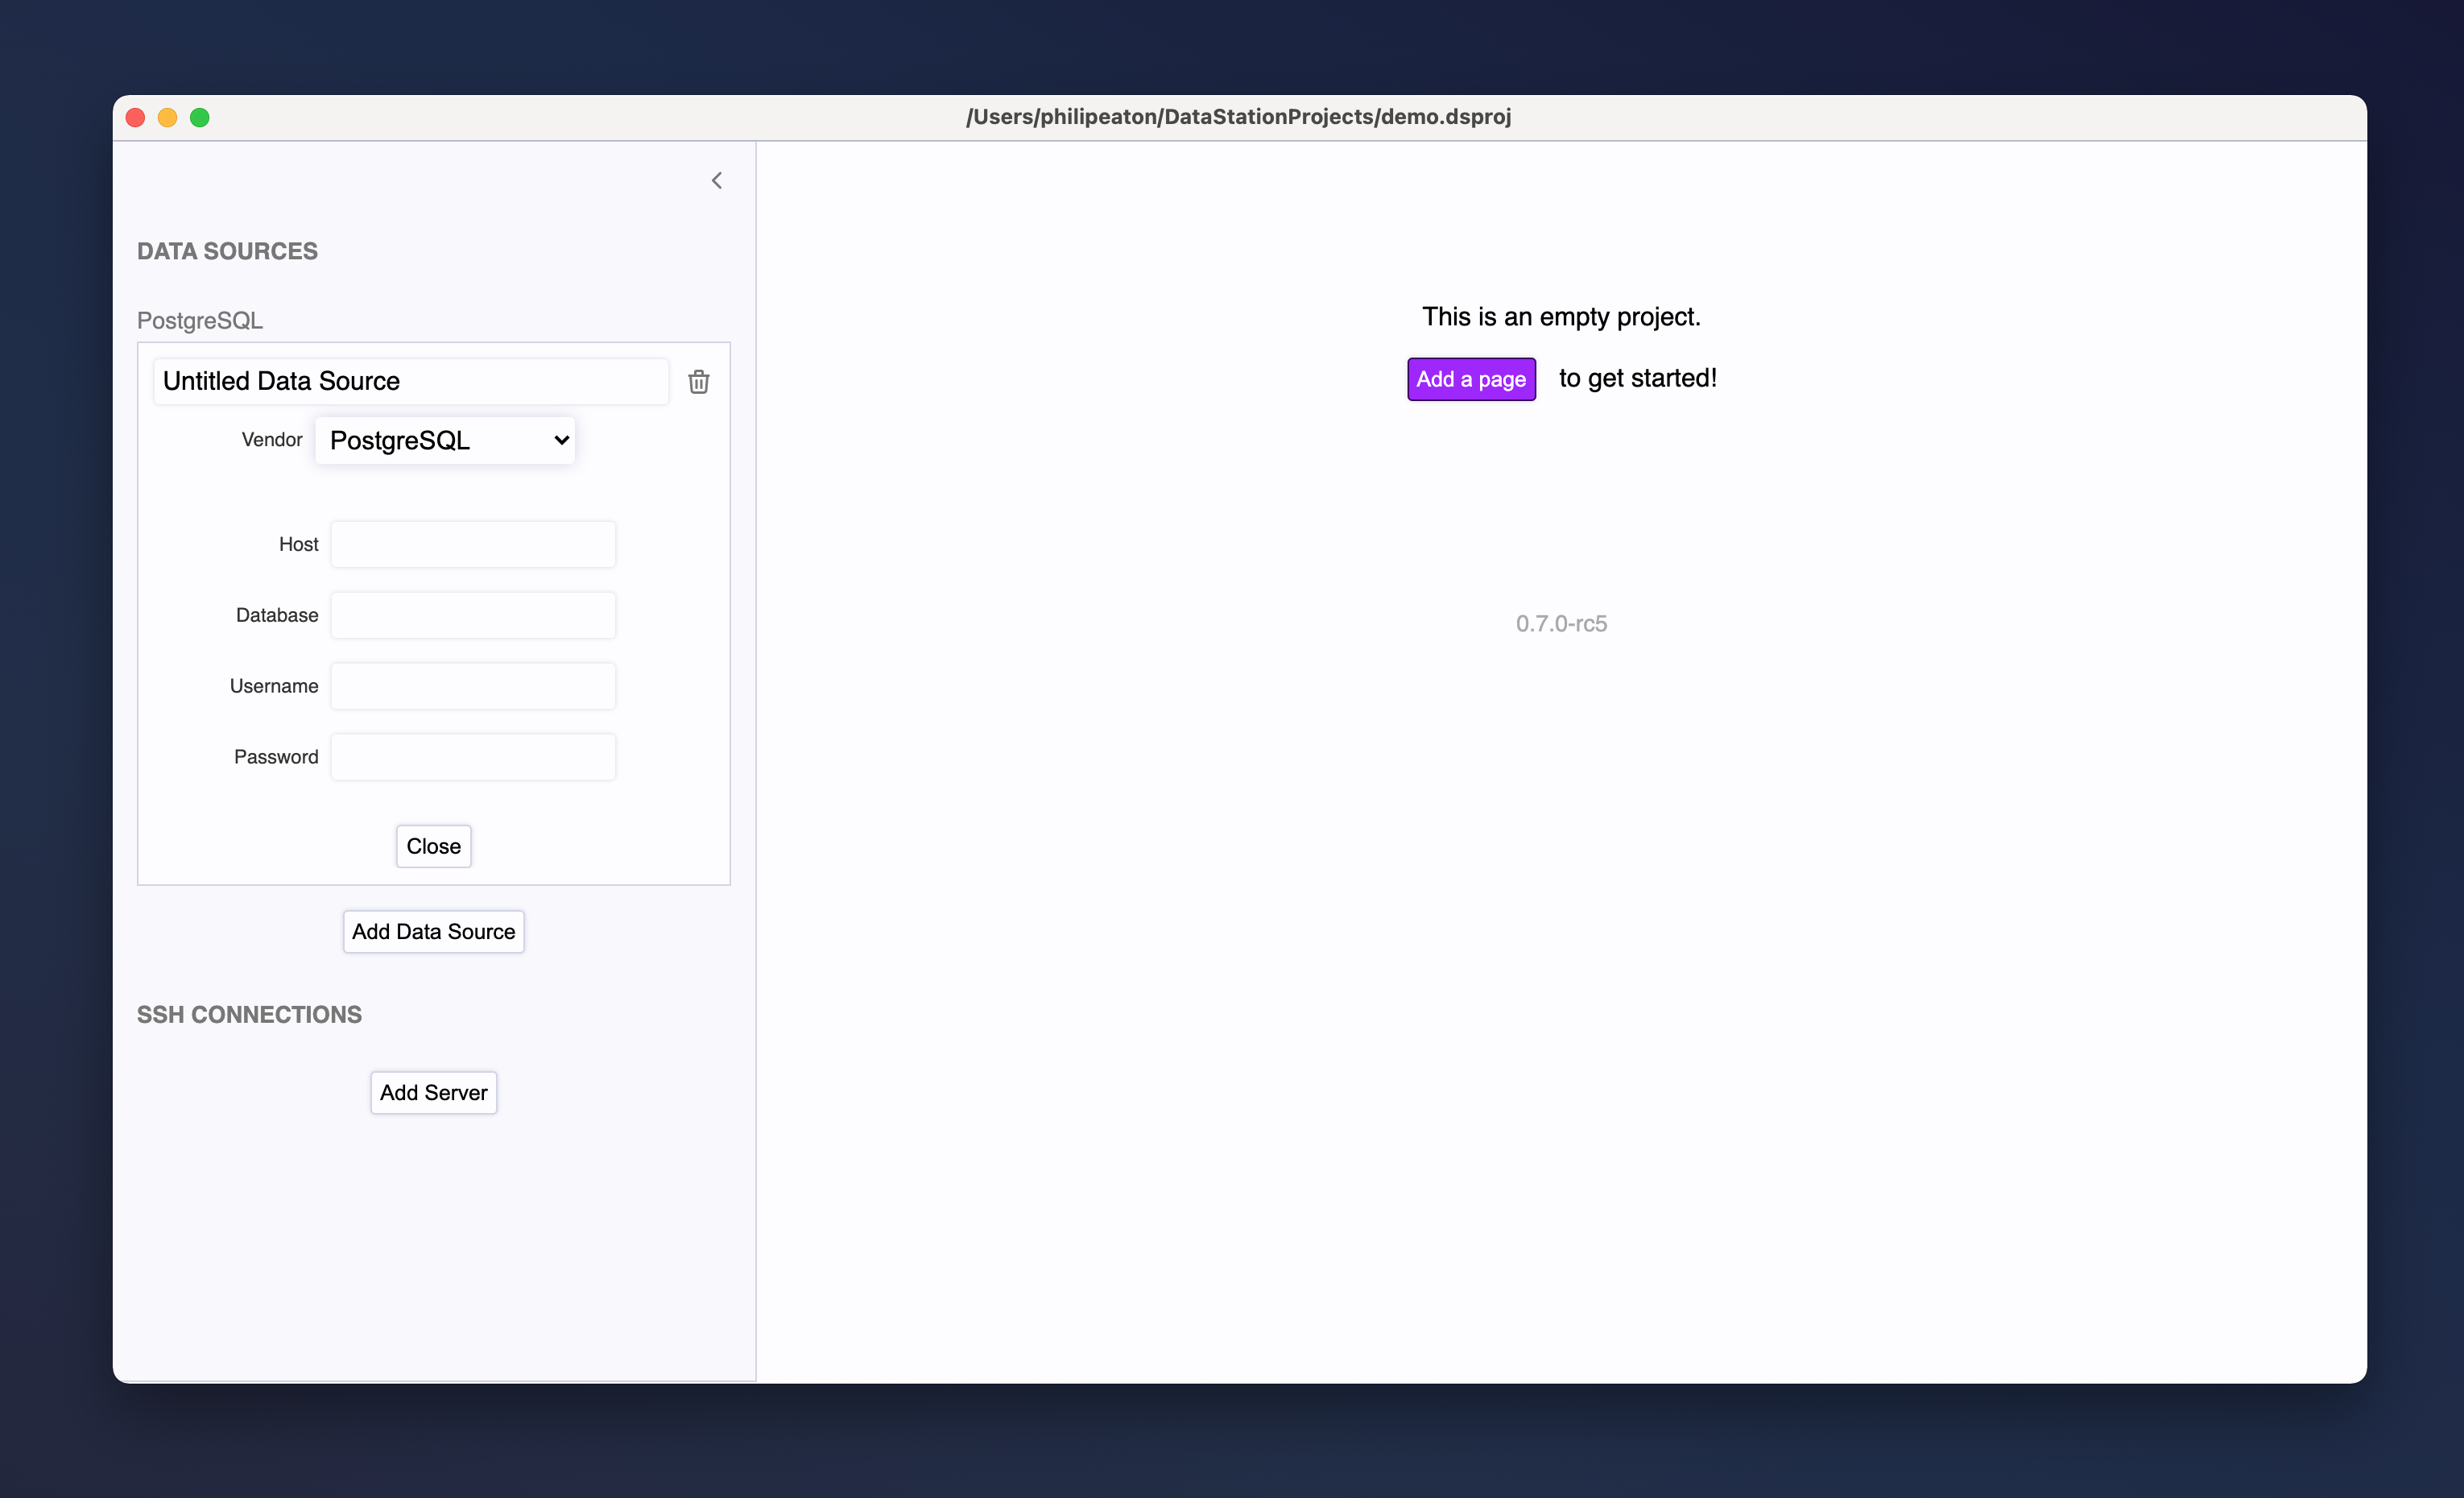 /Users/philipeaton/DataStationProjects/demo.dsproj
DATA SOURCES
PostgreSQL
Untitled Data Source
Vendor PostgreSQL
Host
Database
Username
Password
Close
Add Data Source
SSH CONNECTIONS
Add Server
This is an empty project.
Add a page to get started!
0.7.0-rc5